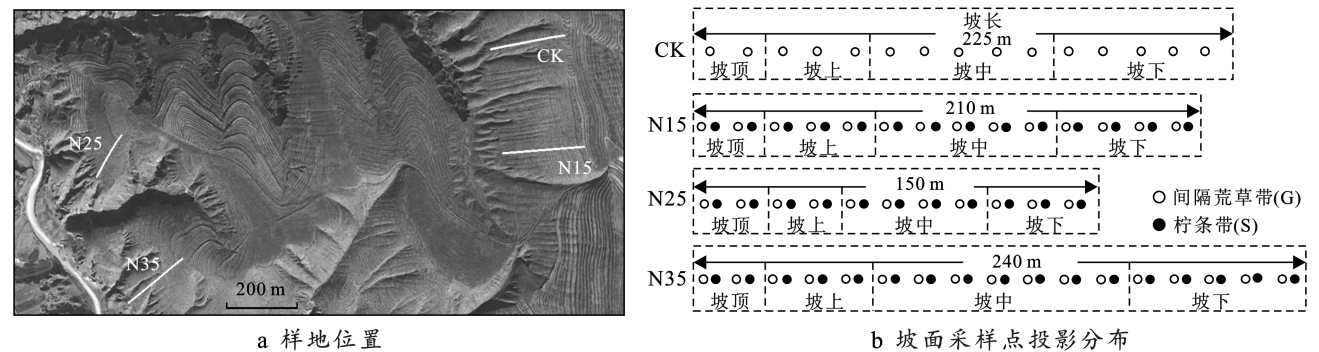 CK
N25
N15
N35
200 m
a 样地位置
坡长
225 m
CK
坡顶 坡上 坡中 坡下
210 m
N15
坡顶 坡上 坡中 坡下
150 m
N25
坡顶 坡上 坡中 坡下
间隔荒草带(G)
柠条带(S)
240 m
N35
坡顶 坡上 坡中 坡下
b 坡面采样点投影分布